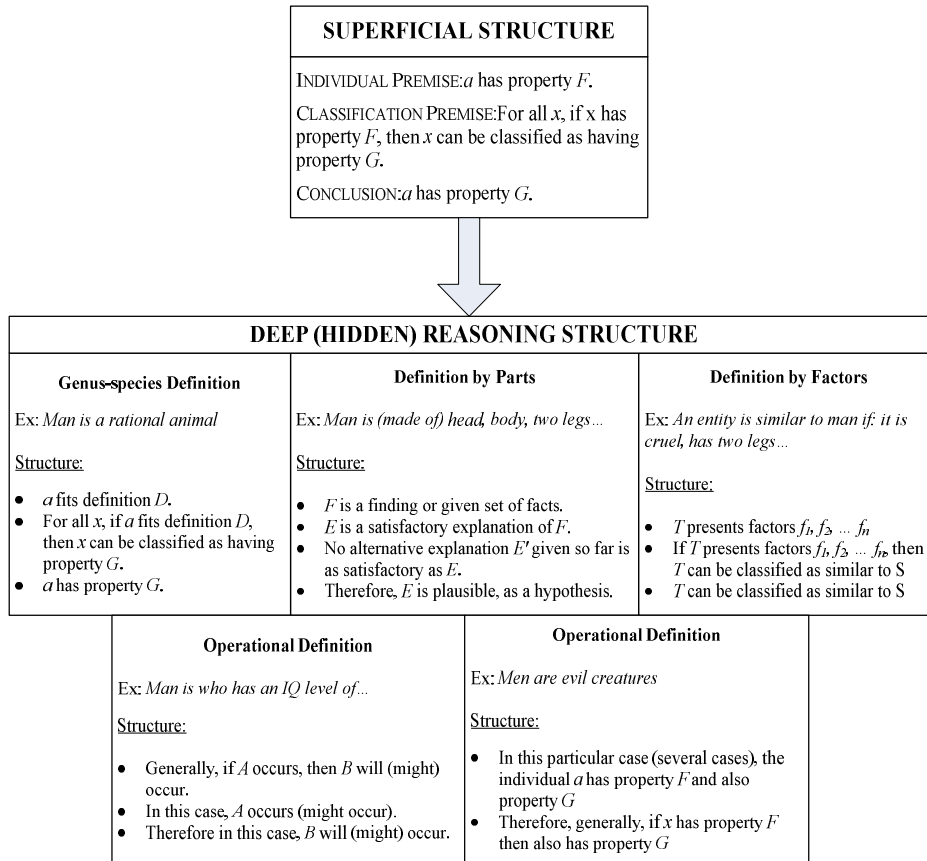 SUPERFICIAL STRUCTURE
INDIVIDUAL PREMISE:a has property F.
CLASSIFICATION PREMISE:For all x, if x has
property F, then x can be classified as having
property G.
CONCLUSION:a has property G.
DEEP (HIDDEN) REASONING STRUCTURE
Genus-species Definition
Ex: Man is a rational animal
Structure:
• a fits definition D.
• For all x, if a fits definition D,
then x can be classified as having
property G.
• a has property G.
Definition by Parts
Ex: Man is (made of) head, body, two legs…
Structure:
• F is a finding or given set of facts.
• E is a satisfactory explanation of F.
• No alternative explanation E' given so far is
as satisfactory as E.
• Therefore, E is plausible, as a hypothesis.
Definition by Factors
Ex: An entity is similar to man if: it is
cruel, has two legs…
Structure:
• T presents factors f1, f2, … fn
• If T presents factors f1, f2, … fn, then
T can be classified as similar to S
• T can be classified as similar to S
Operational Definition
Ex: Man is who has an IQ level of…
Structure:
• Generally, if A occurs, then B will (might)
occur.
• In this case, A occurs (might occur).
• Therefore in this case, B will (might) occur.
Operational Definition
Ex: Men are evil creatures
Structure:
• In this particular case (several cases), the
individual a has property F and also
property G
• Therefore, generally, if x has property F
then also has property G